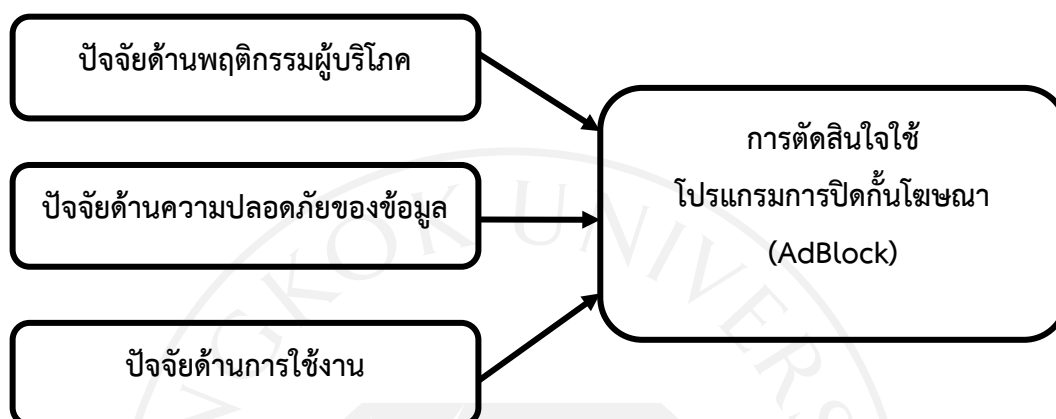 ปัจจัยด้านพฤติกรรมผู้บริโภค
ปัจจัยด้านความปลอดภัยของข้อมูล
ปัจจัยด้านการใช้งาน
การตัดสินใจใช้
โปรแกรมการปิดกั้นโฆษณา
(AdBlock)
NGKOK UNIVERS